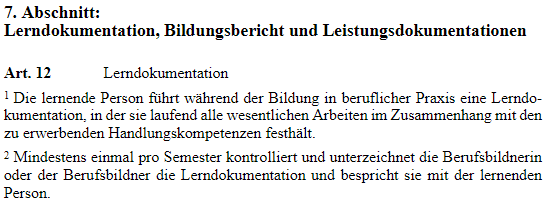 7. Abschnitt:
Lerndokumentation, Bildungsbericht und Leistungsdokumentationen
Art. 12 Lerndokumentation
1 Die lernende Person führt während der Bildung in beruflicher Praxis eine Lerndo-
kumentation, in der sie laufend alle wesentlichen Arbeiten im Zusammenhang mit den
zu erwerbenden Handlungskompetenzen festhält.
2 Mindestens einmal pro Semester kontrolliert und unterzeichnet die Berufsbildnerin
oder der Berufsbildner die Lerndokumentation und bespricht sie mit der lernenden
Person.